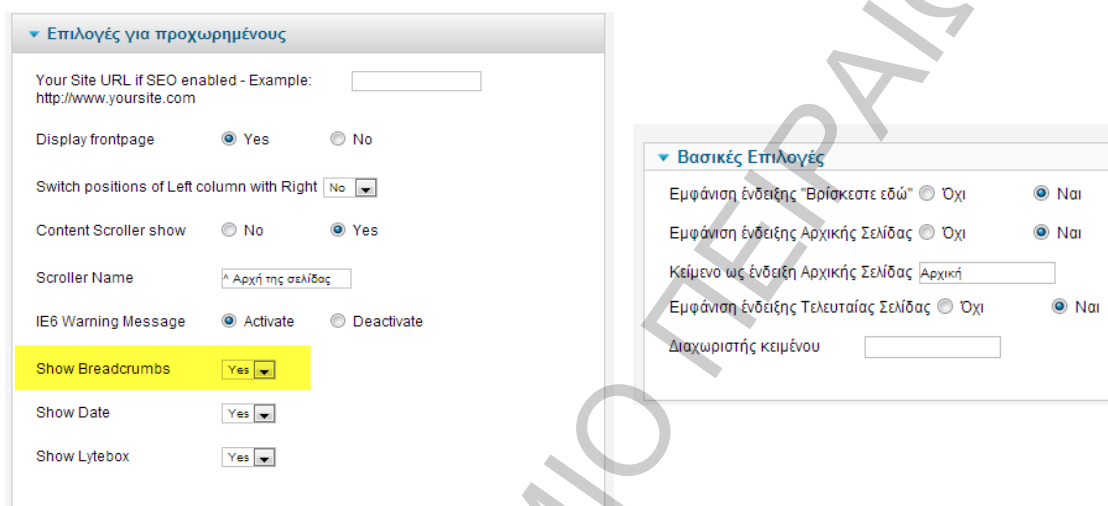 Επιλογές για προχωρημένους
Your Site URL if SEO enabled - Example:
http://www.yoursite.com
Display frontpage Yes No
Switch positions of Left column with Right No
Content Scroller show No Yes
Scroller Name ^ Αρχή της σελίδας
IE6 Warning Message Activate Deactivate
Show Breadcrumbs Yes
Show Date Yes
Show Lytebox Yes
Βασικές Επιλογές
Εμφάνιση ένδειξης "Βρίσκεστε εδώ" Όχι Ναι
Εμφάνιση ένδειξης Αρχικής Σελίδας Όχι Ναι
Κείμενο ως ένδειξη Αρχικής Σελίδας Αρχική
Εμφάνιση ένδειξης Τελευταίας Σελίδας Όχι Ναι
Διαχωριστής κειμένου